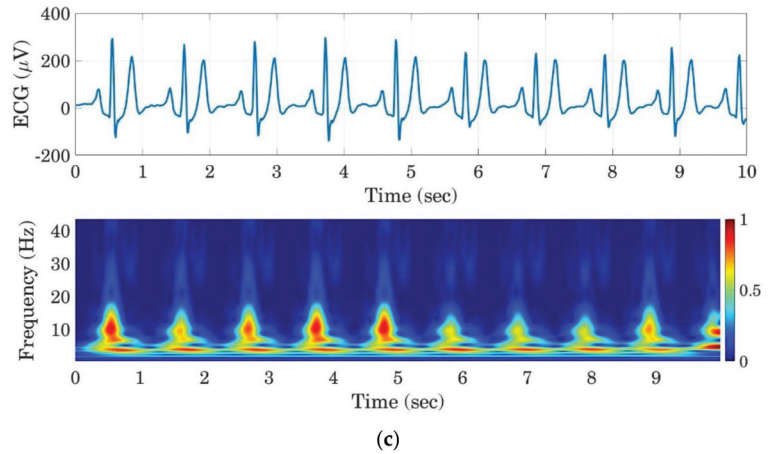 400
200
0
-200
ECG (μV)
0 1 2 3 4 5 6 7 8 9 10
Time (sec)
40
30
20
10
Frequency (Hz)
1
0.5
0
0 1 2 3 4 5 6 7 8 9
Time (sec)
(c)